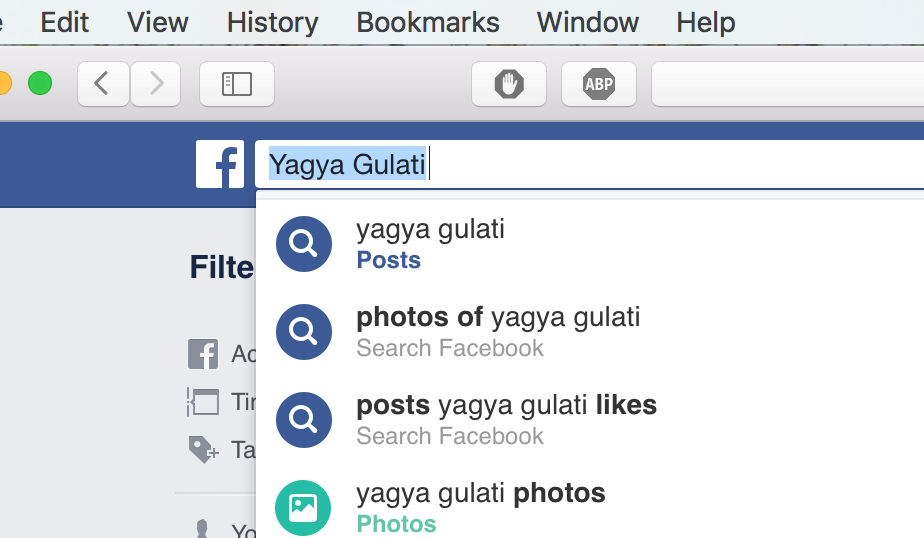 Edit View History Bookmarks Window Help
ABP
Yagya Gulati
yagya gulati
Posts
Filte
photos of yagya gulati
Search Facebook
Ac
posts yagya gulati likes
Search Facebook
Ta
yagya gulati photos
Photos
Yo